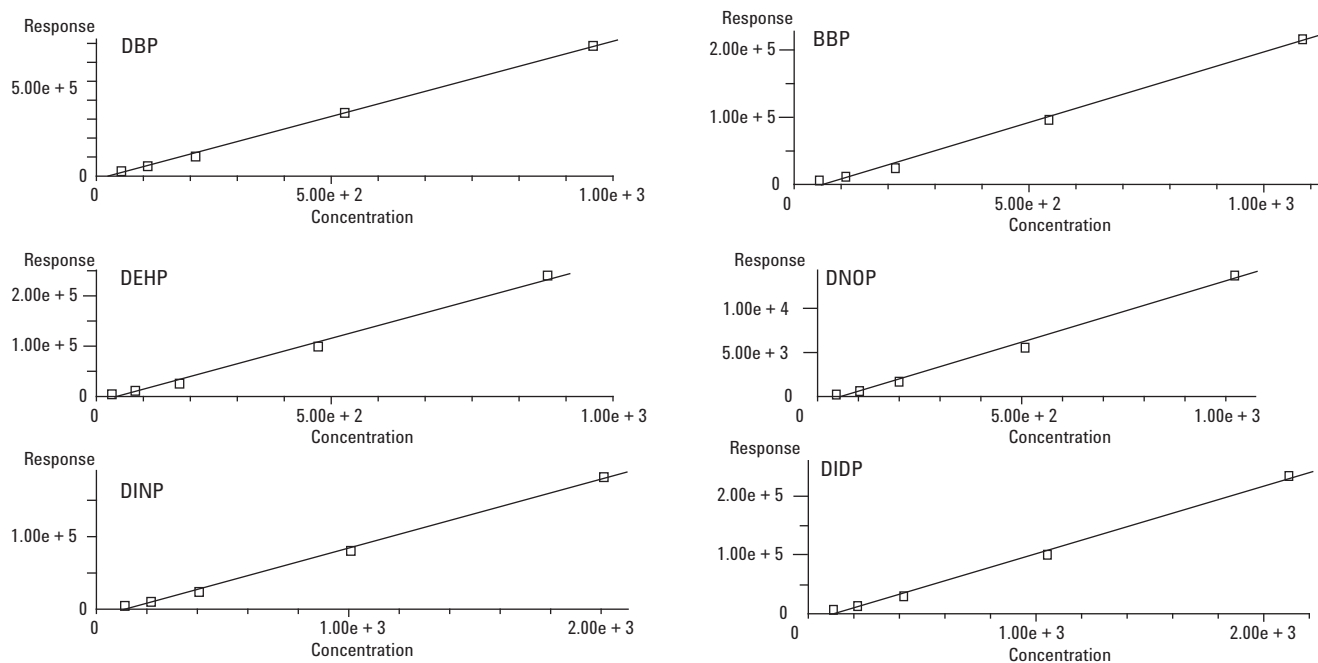 Response
DBP
5.00e + 5
0
0
5.00e + 2
1.00e + 3
Concentration
Response
BBP
2.00e + 5
1.00e + 5
0
0
5.00e + 2
1.00e + 3
Concentration
Response
DEHP
2.00e + 5
1.00e + 5
0
0
5.00e + 2
1.00e + 3
Concentration
Response
DNOP
1.00e + 4
5.00e + 3
0
0
5.00e + 2
1.00e + 3
Concentration
Response
DINP
1.00e + 5
0
0
1.00e + 3
2.00e + 3
Concentration
Response
DIDP
2.00e + 5
1.00e + 5
0
0
1.00e + 3
2.00e + 3
Concentration